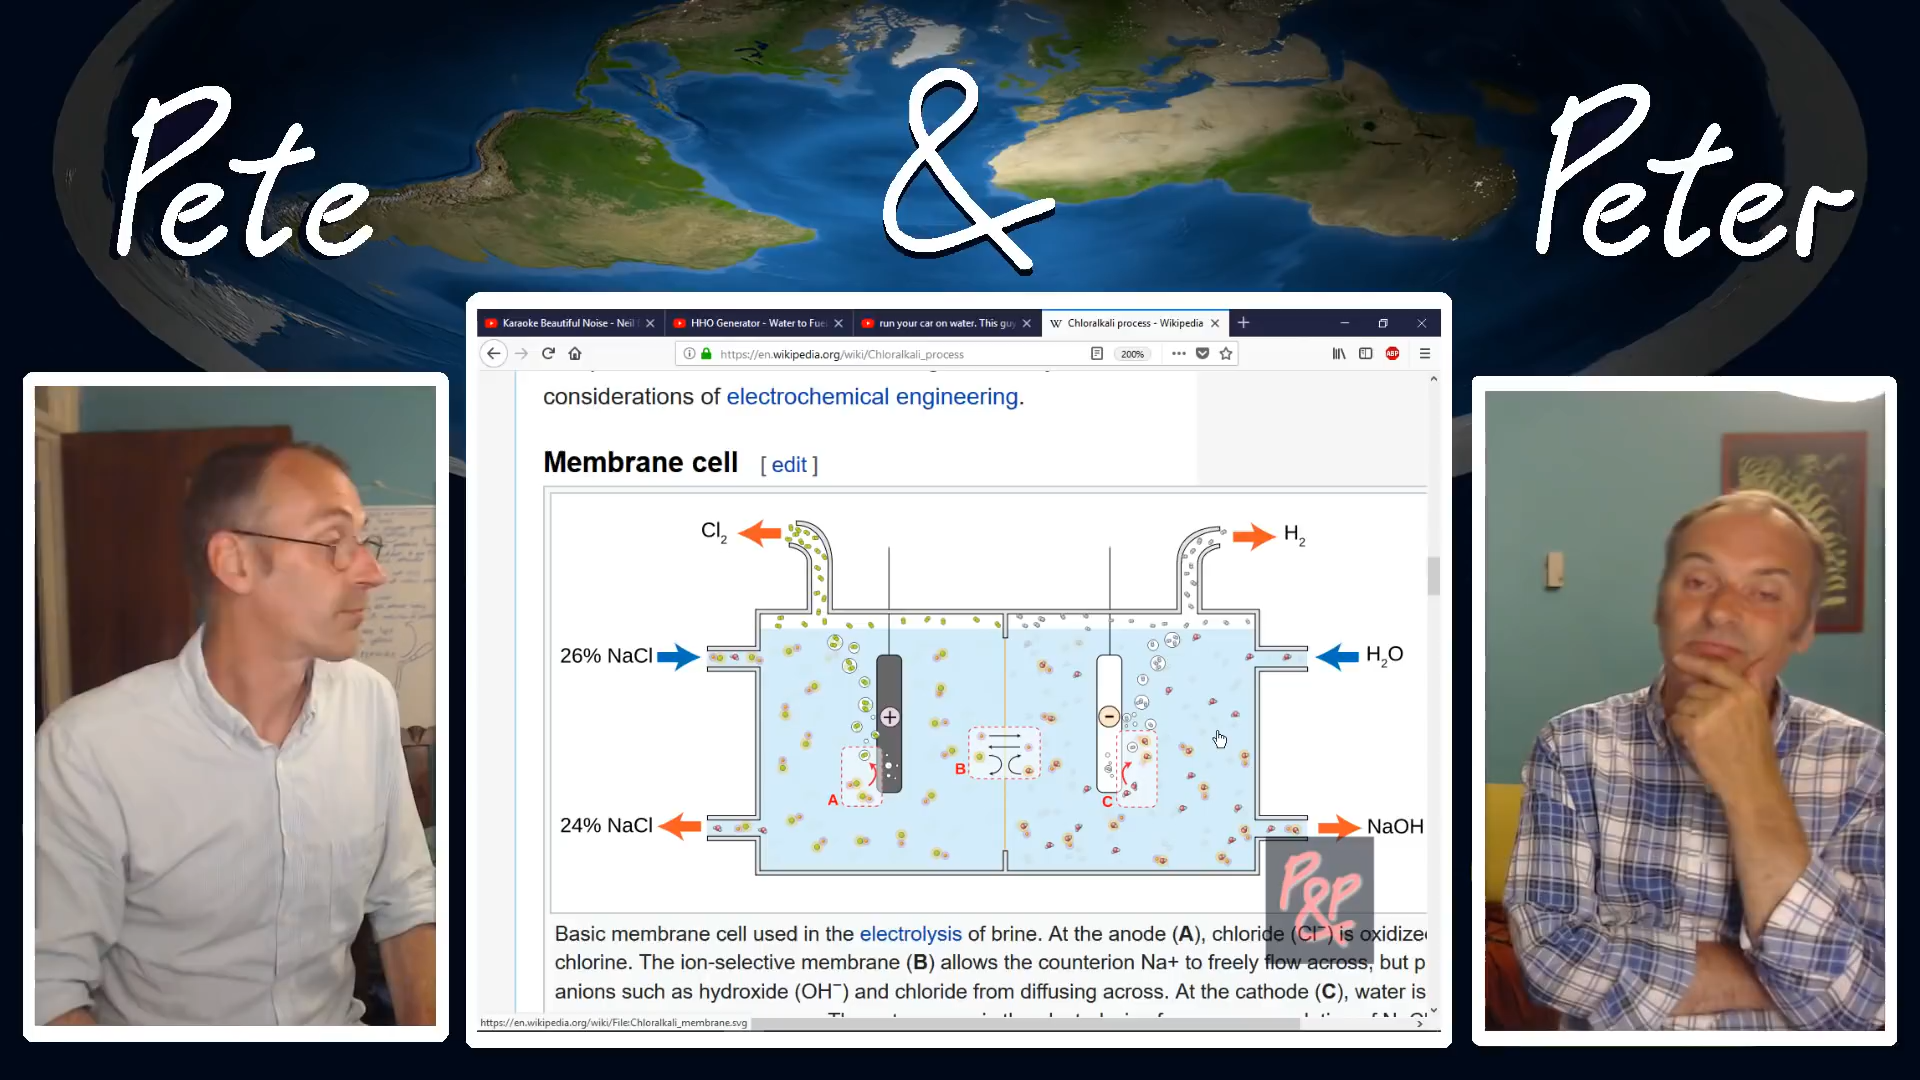 Pete & Peter
Karaoke Beautiful Noise - Neil
HHO Generator - Water to Fue
run your car on water. This guy
W Chloralkali process - Wikipedia
https://en.wikipedia.org/wiki/Chloralkali_process
200%
ABP
considerations of electrochemical engineering.
Membrane cell [ edit ]
Cl2
H2
26% NaCl
H2O
+
−
B
A
C
24% NaCl
NaOH
P&P
Basic membrane cell used in the electrolysis of brine. At the anode (A), chloride (Cl−) is oxidized
chlorine. The ion-selective membrane (B) allows the counterion Na+ to freely flow across, but p
anions such as hydroxide (OH−) and chloride from diffusing across. At the cathode (C), water is
https://en.wikipedia.org/wiki/File:Chloralkali_membrane.svg